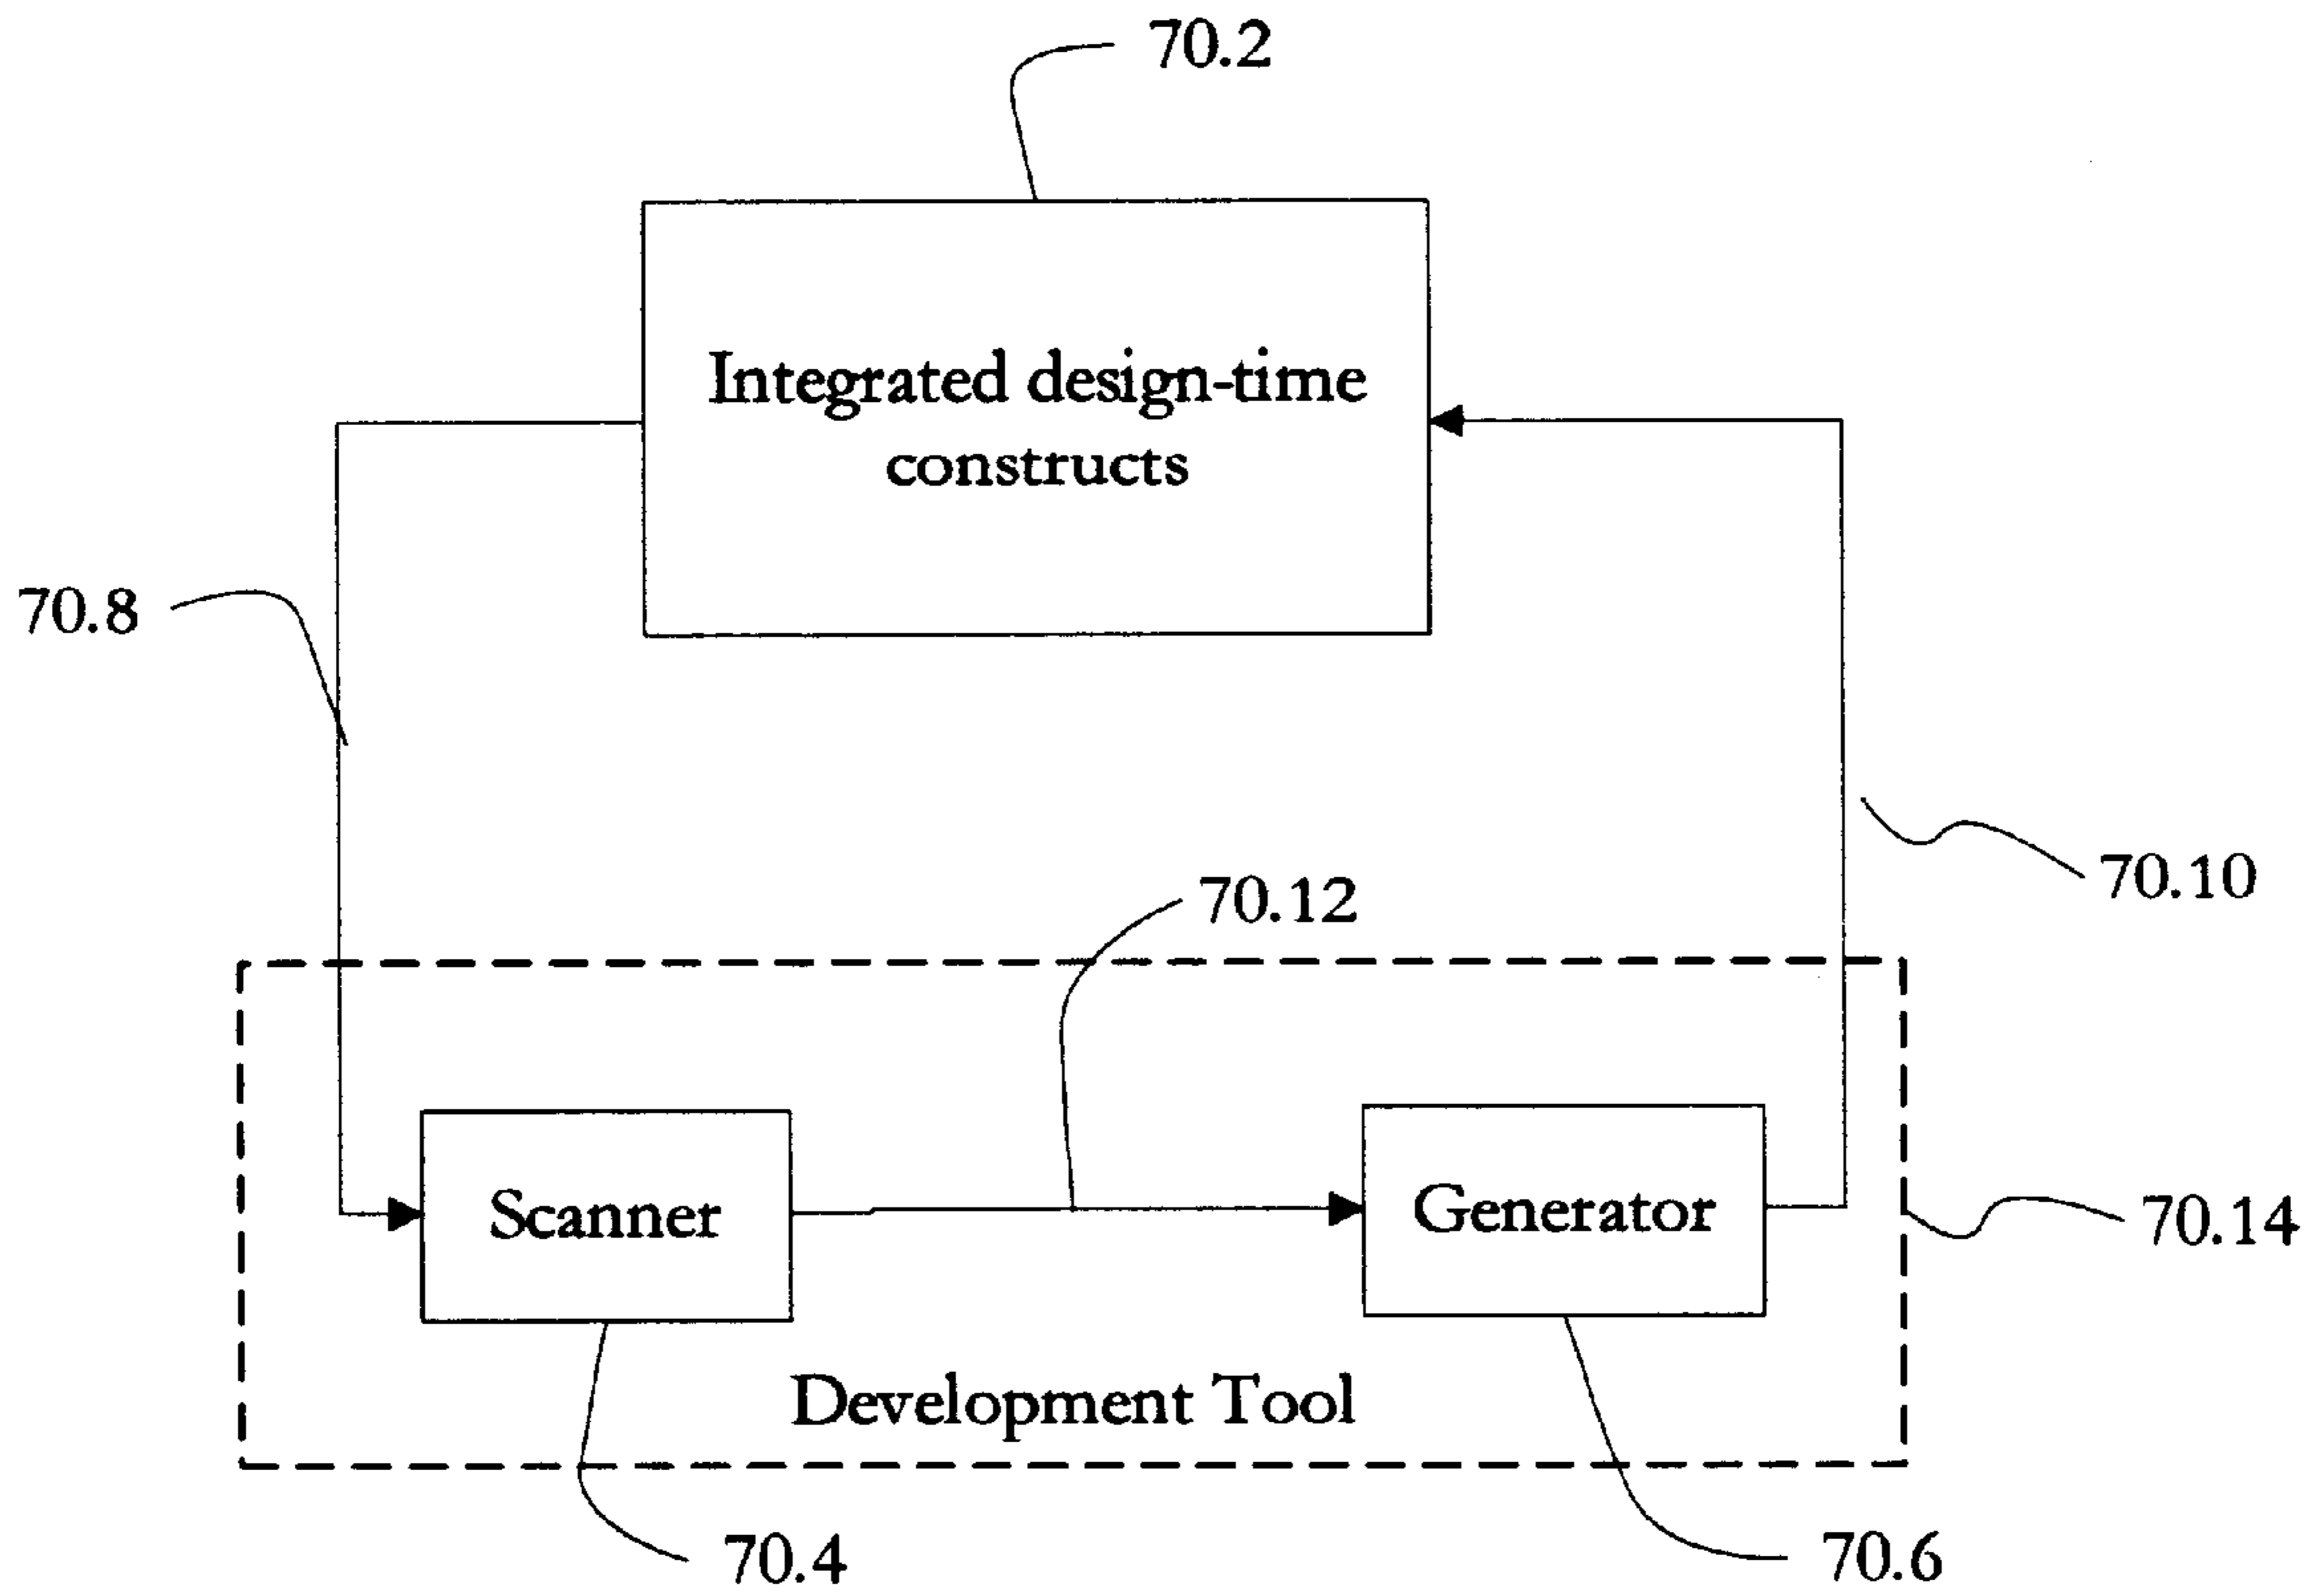 70.2
Integrated design-time
constructs
70.8
70.10
70.12
Scanner
Generator
70.14
Development Tool
70.4
70.6